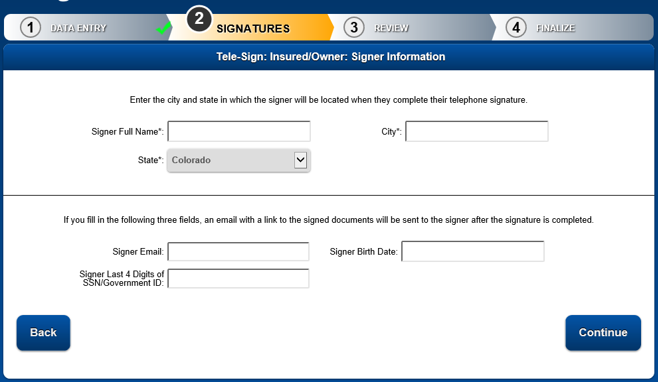 1 DATA ENTRY 2 SIGNATURES 3 REVIEW 4 FINALIZE
Tele-Sign: Insured/Owner: Signer Information
Enter the city and state in which the signer will be located when they complete their telephone signature.
Signer Full Name*: City*:
State*: Colorado
If you fill in the following three fields, an email with a link to the signed documents will be sent to the signer after the signature is completed.
Signer Email: Signer Birth Date:
Signer Last 4 Digits of
SSN/Government ID:
Back Continue